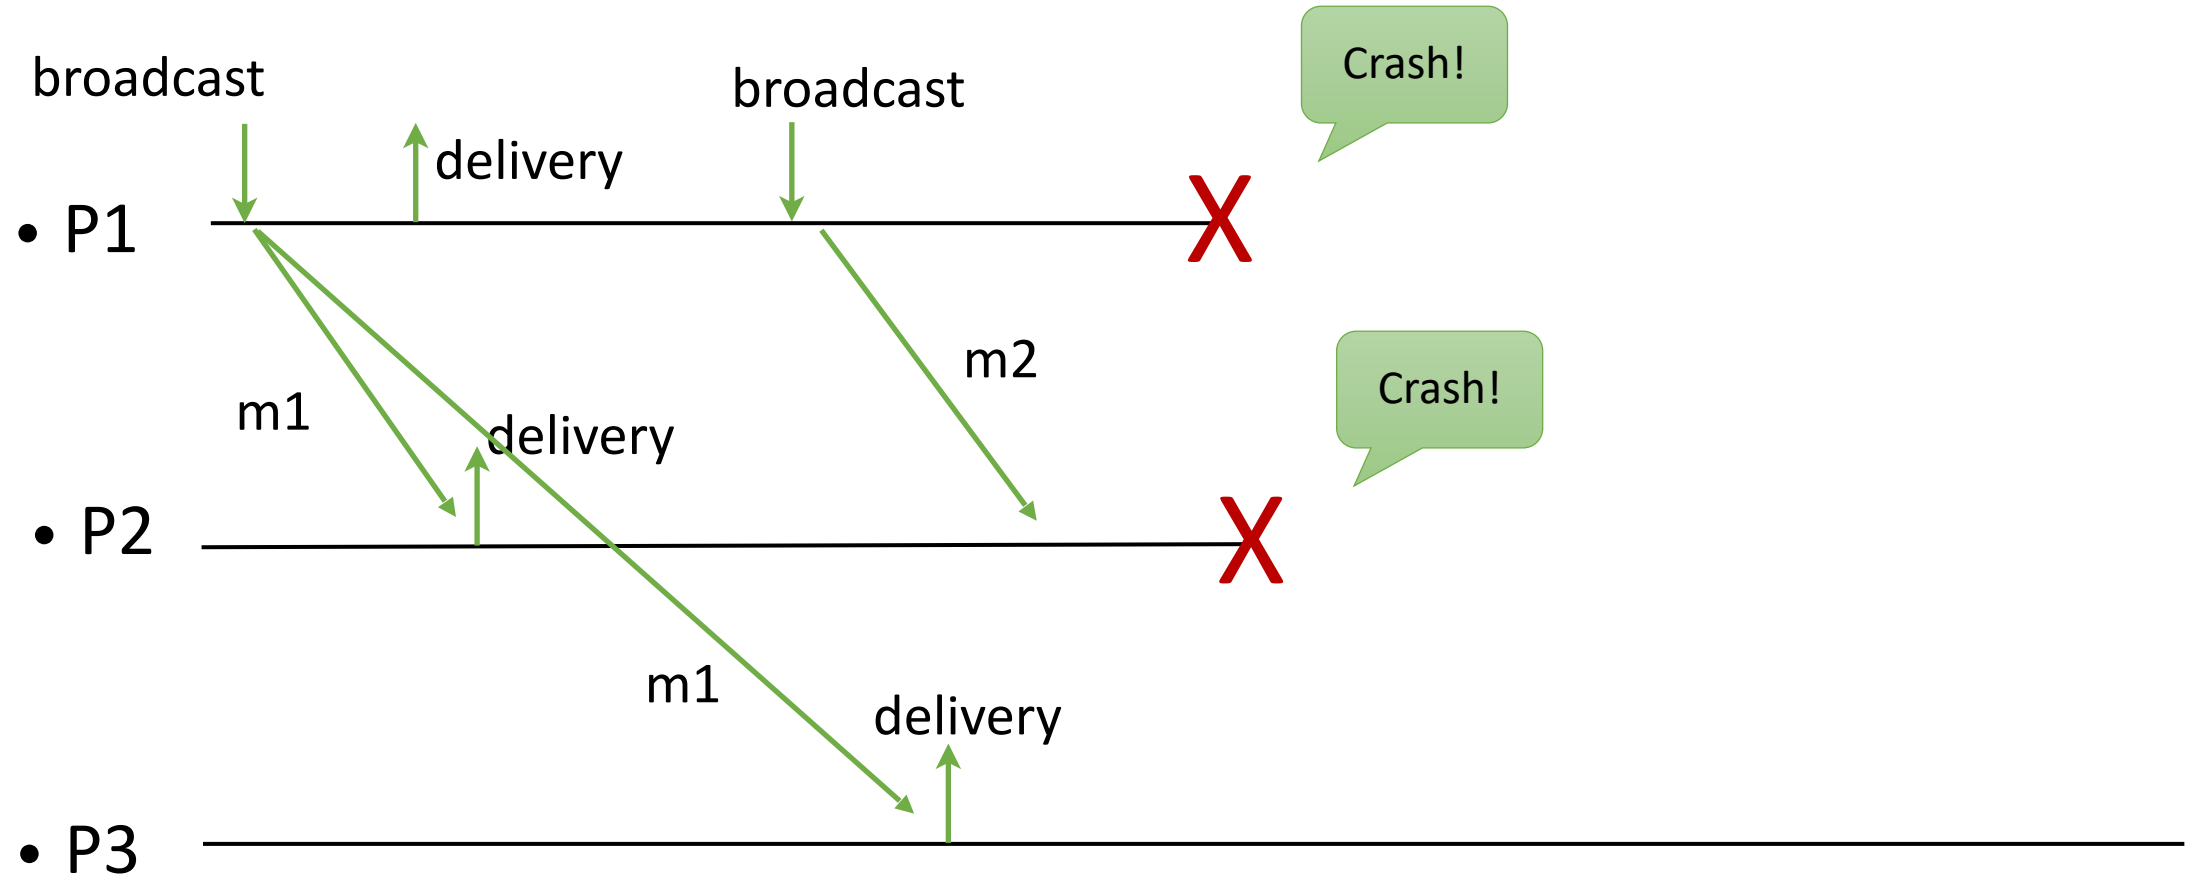 Crash!
broadcast
broadcast
delivery
• P1
m2
Crash!
m1
delivery
• P2
m1
delivery
• P3